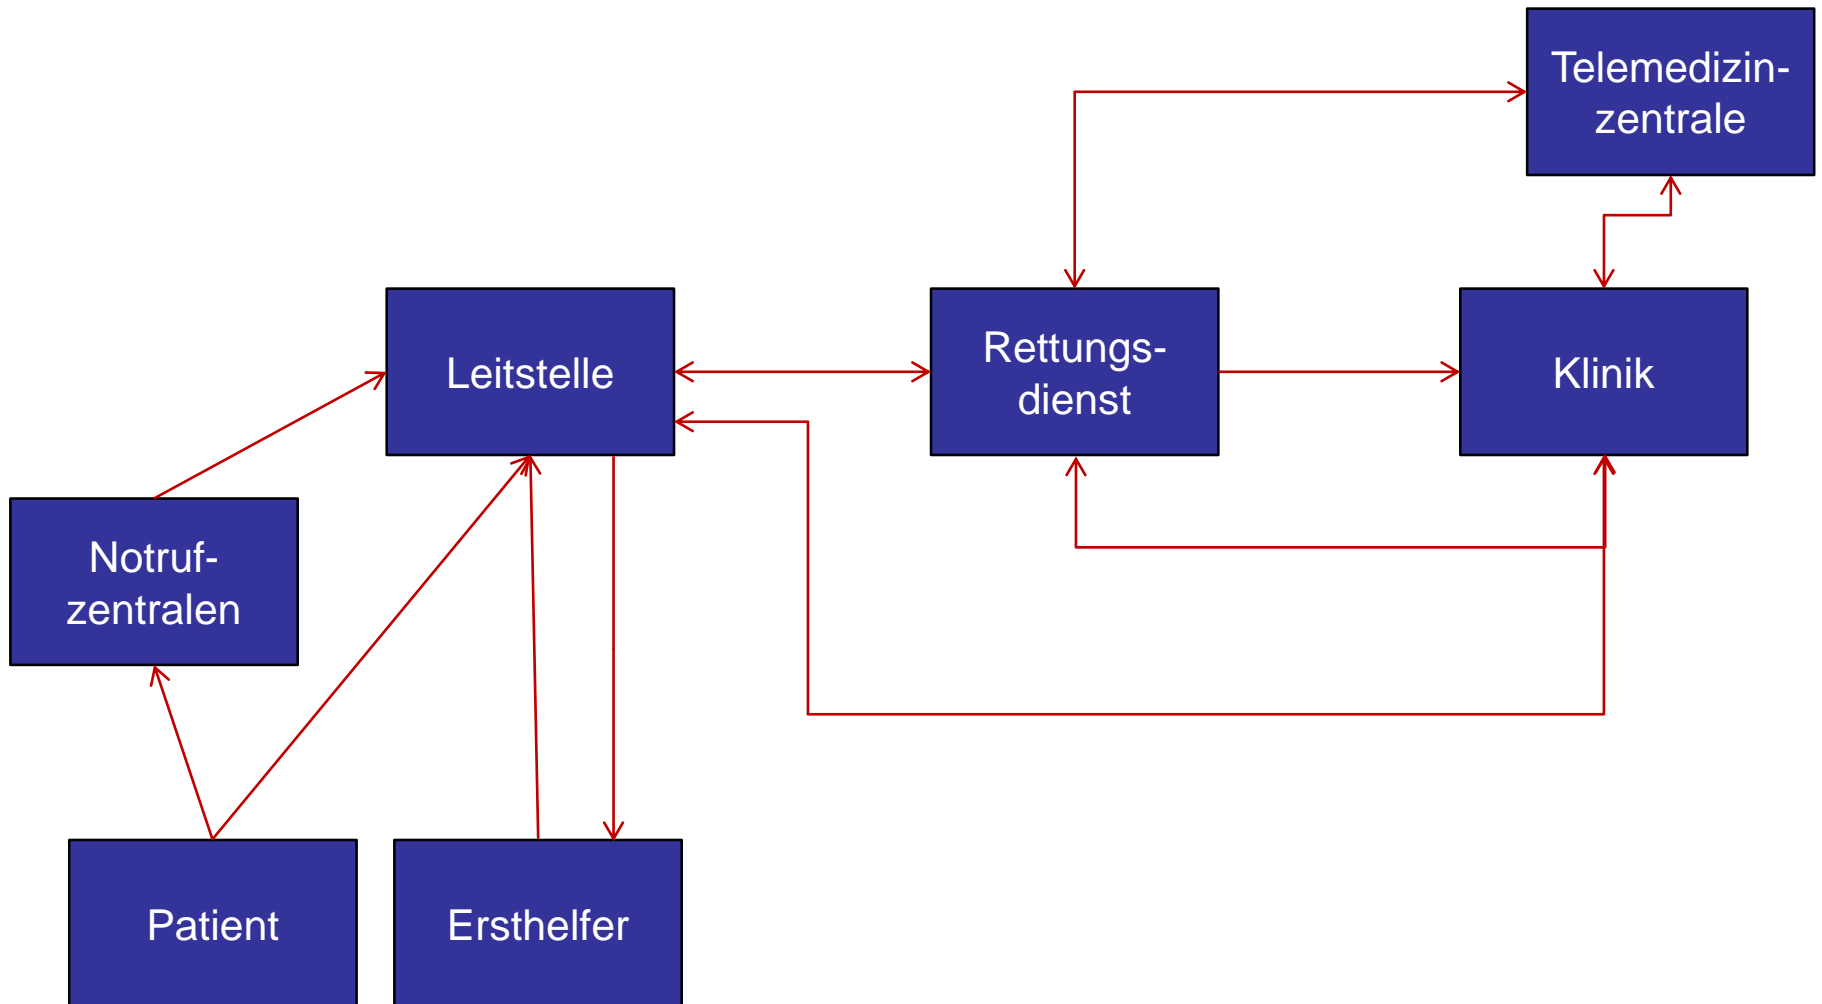 Telemedizin-
zentrale
Leitstelle
Rettungs-
dienst
Klinik
Notruf-
zentralen
Patient
Ersthelfer